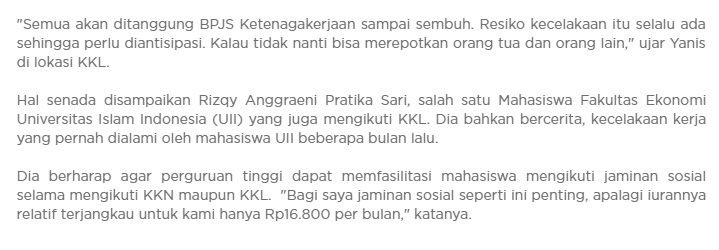 "Semua akan ditanggung BPJS Ketenagakerjaan sampai sembuh. Resiko kecelakaan itu selalu ada
sehingga perlu diantisipasi. Kalau tidak nanti bisa merepotkan orang tua dan orang lain," ujar Yanis
di lokasi KKL.
Hal senada disampaikan Rizqy Anggraeni Pratika Sari, salah satu Mahasiswa Fakultas Ekonomi
Universitas Islam Indonesia (UII) yang juga mengikuti KKL. Dia bahkan bercerita, kecelakaan kerja
yang pernah dialami oleh mahasiswa UII beberapa bulan lalu.
Dia berharap agar perguruan tinggi dapat memfasilitasi mahasiswa mengikuti jaminan sosial
selama mengikuti KKN maupun KKL. "Bagi saya jaminan sosial seperti ini penting, apalagi iurannya
relatif terjangkau untuk kami hanya Rp16.800 per bulan," katanya.